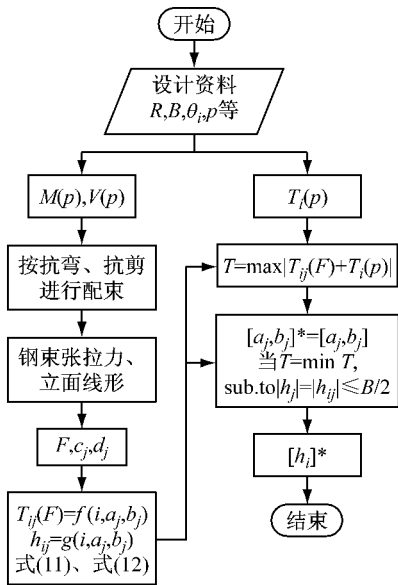 开始
设计资料
R,B,θi,p等
M(p),V(p)
按抗弯、抗剪
进行配束
钢束张拉力、
立面线形
F,cj,dj
Tij(F)=f(i,aj,bj)
hij=g(i,aj,bj)
式(11)、式(12)
Ti(p)
T=max|Tij(F)+Ti(p)|
[aj,bj]*=[aj,bj]
当T=min T,
sub.to|hj|=|hij|≤B/2
[hi]*
结束